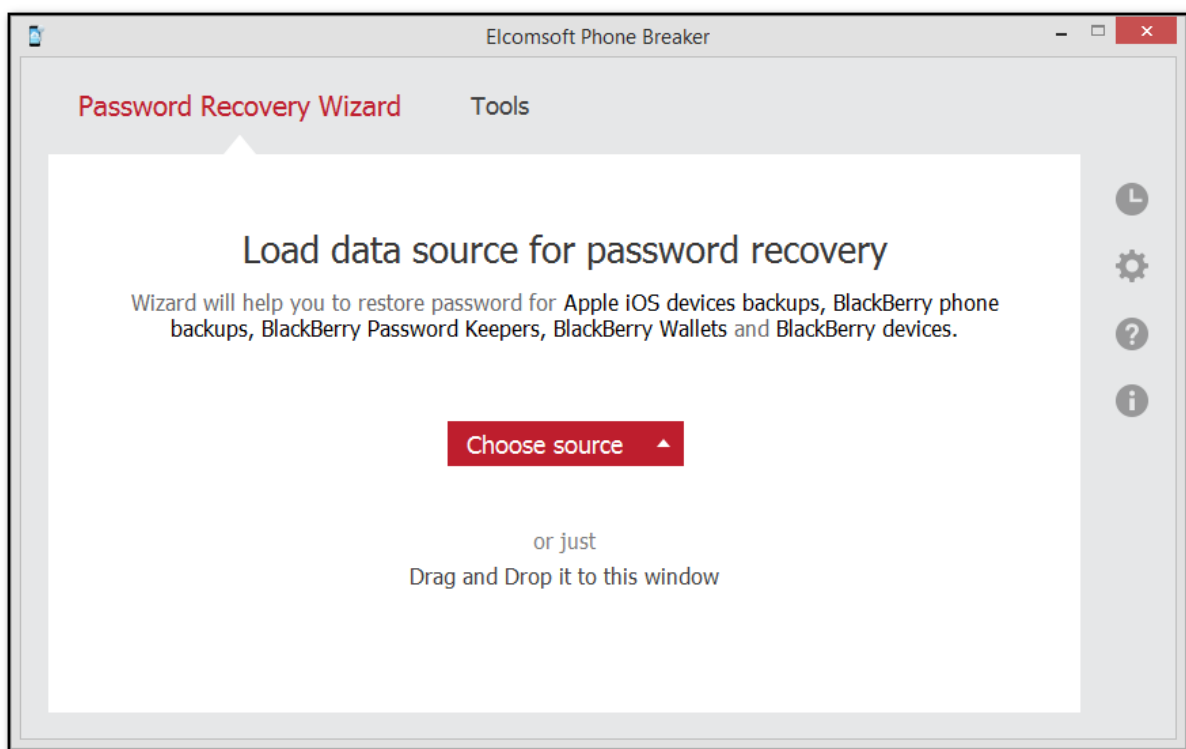 Elcomsoft Phone Breaker
Password Recovery Wizard
Tools
Load data source for password recovery
Wizard will help you to restore password for Apple iOS devices backups, BlackBerry phone
backups, BlackBerry Password Keepers, BlackBerry Wallets and BlackBerry devices.
Choose source
or just
Drag and Drop it to this window